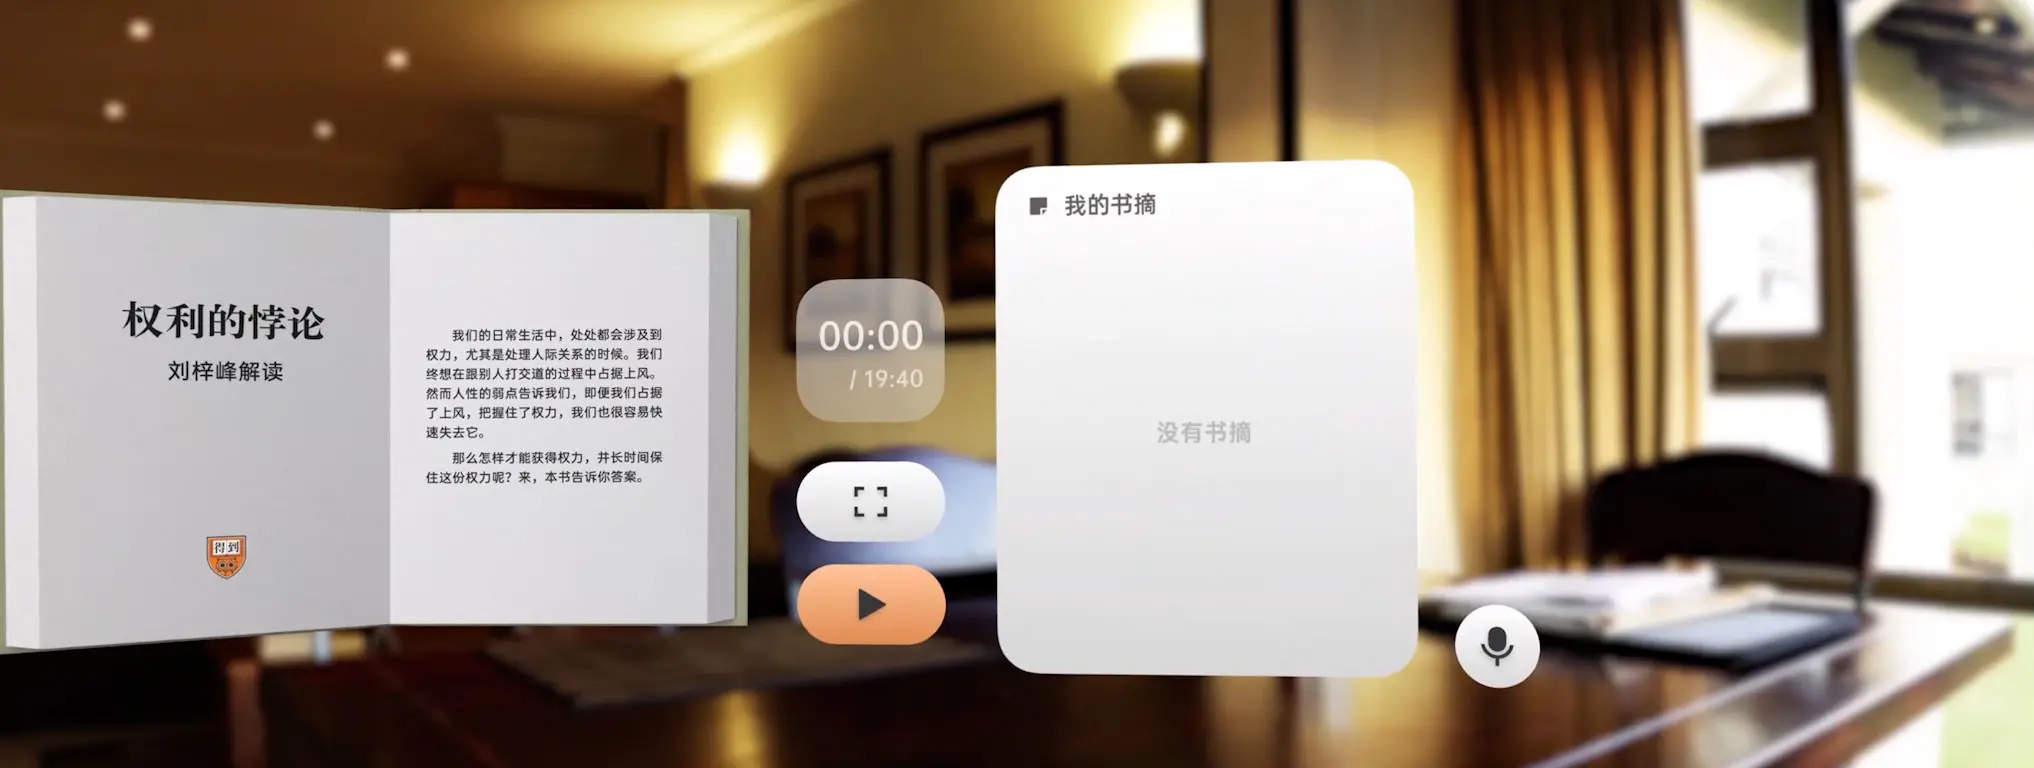 权利的悖论
刘梓峰解读
得到
我们的日常生活中，处处都会涉及到
权力，尤其是处理人际关系的时候。我们
终想在跟别人打交道的过程中占据上风。
然而人性的弱点告诉我们，即便我们占据
了上风，把握住了权力，我们也很容易快
速失去它。
那么怎样才能获得权力，并长时间保
住这份权力呢？来，本书告诉你答案。
00:00
/ 19:40
我的书摘
没有书摘